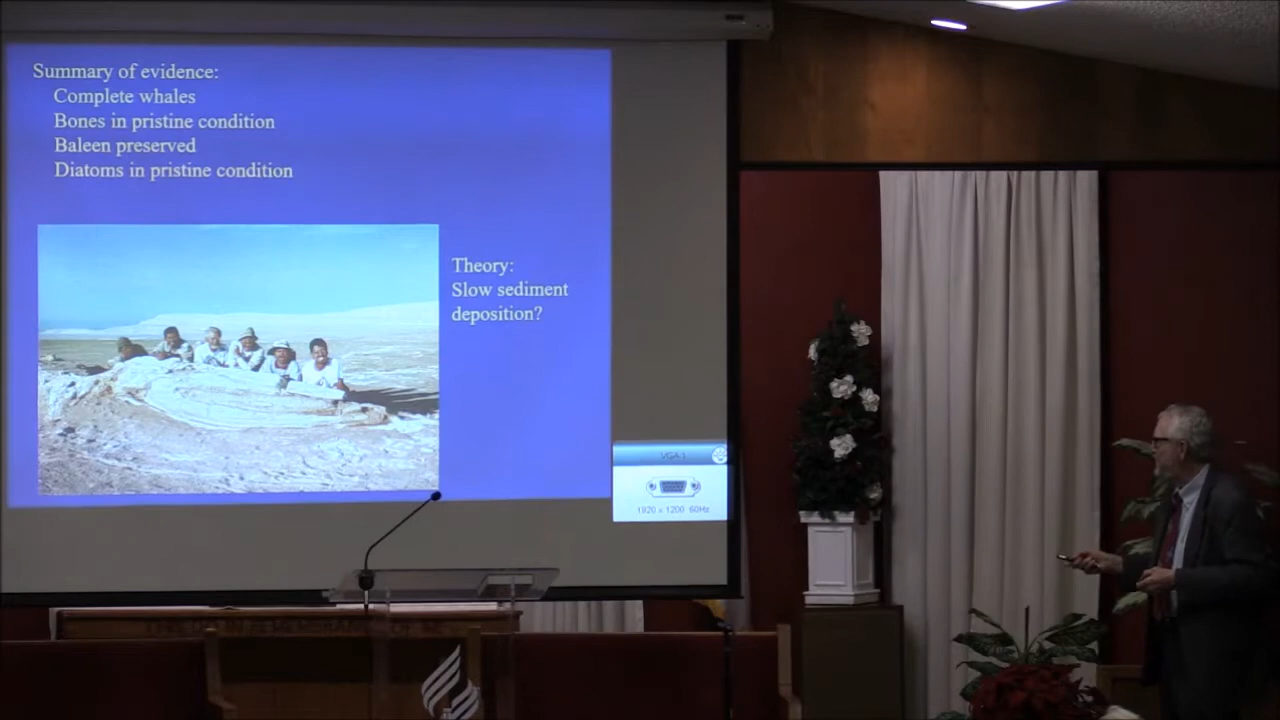 Summary of evidence:
Complete whales
Bones in pristine condition
Baleen preserved
Diatoms in pristine condition
Theory:
Slow sediment
deposition?
VGA-1
1920 x 1200 60Hz